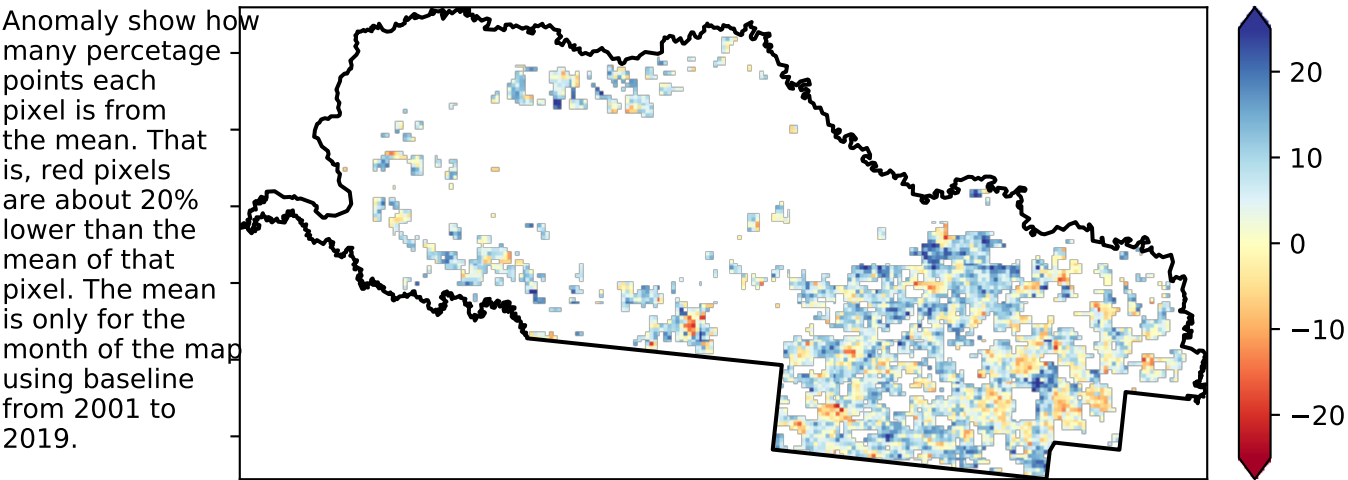 Anomaly show how
many percetage
points each
pixel is from
the mean. That
is, red pixels
are about 20%
lower than the
mean of that
pixel. The mean
is only for the
month of the map
using baseline
from 2001 to
2019.
20
10
0
−10
−20